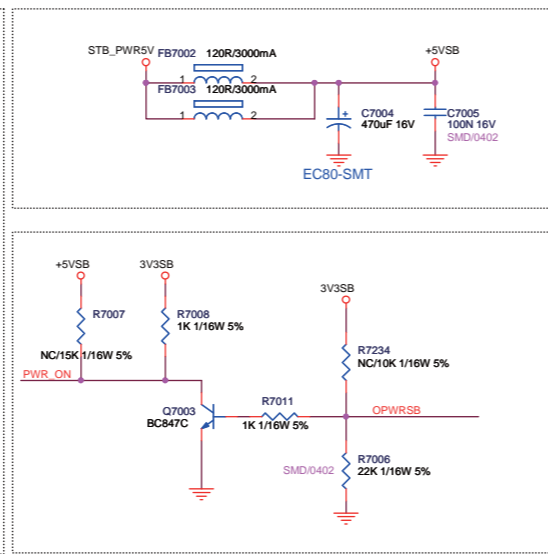 STB_PWR5V
FB7002 120R/3000mA
+5VSB
1 2
FB7003 120R/3000mA
1 2
C7004
470uF 16V
C7005
100N 16V
SMD/0402
EC80-SMT
+5VSB
3V3SB
3V3SB
R7007
NC/15K 1/16W 5%
R7008
1K 1/16W 5%
R7234
NC/10K 1/16W 5%
PWR_ON
Q7003
BC847C
R7011
1K 1/16W 5%
OPWRSB
R7006
22K 1/16W 5%
SMD/0402